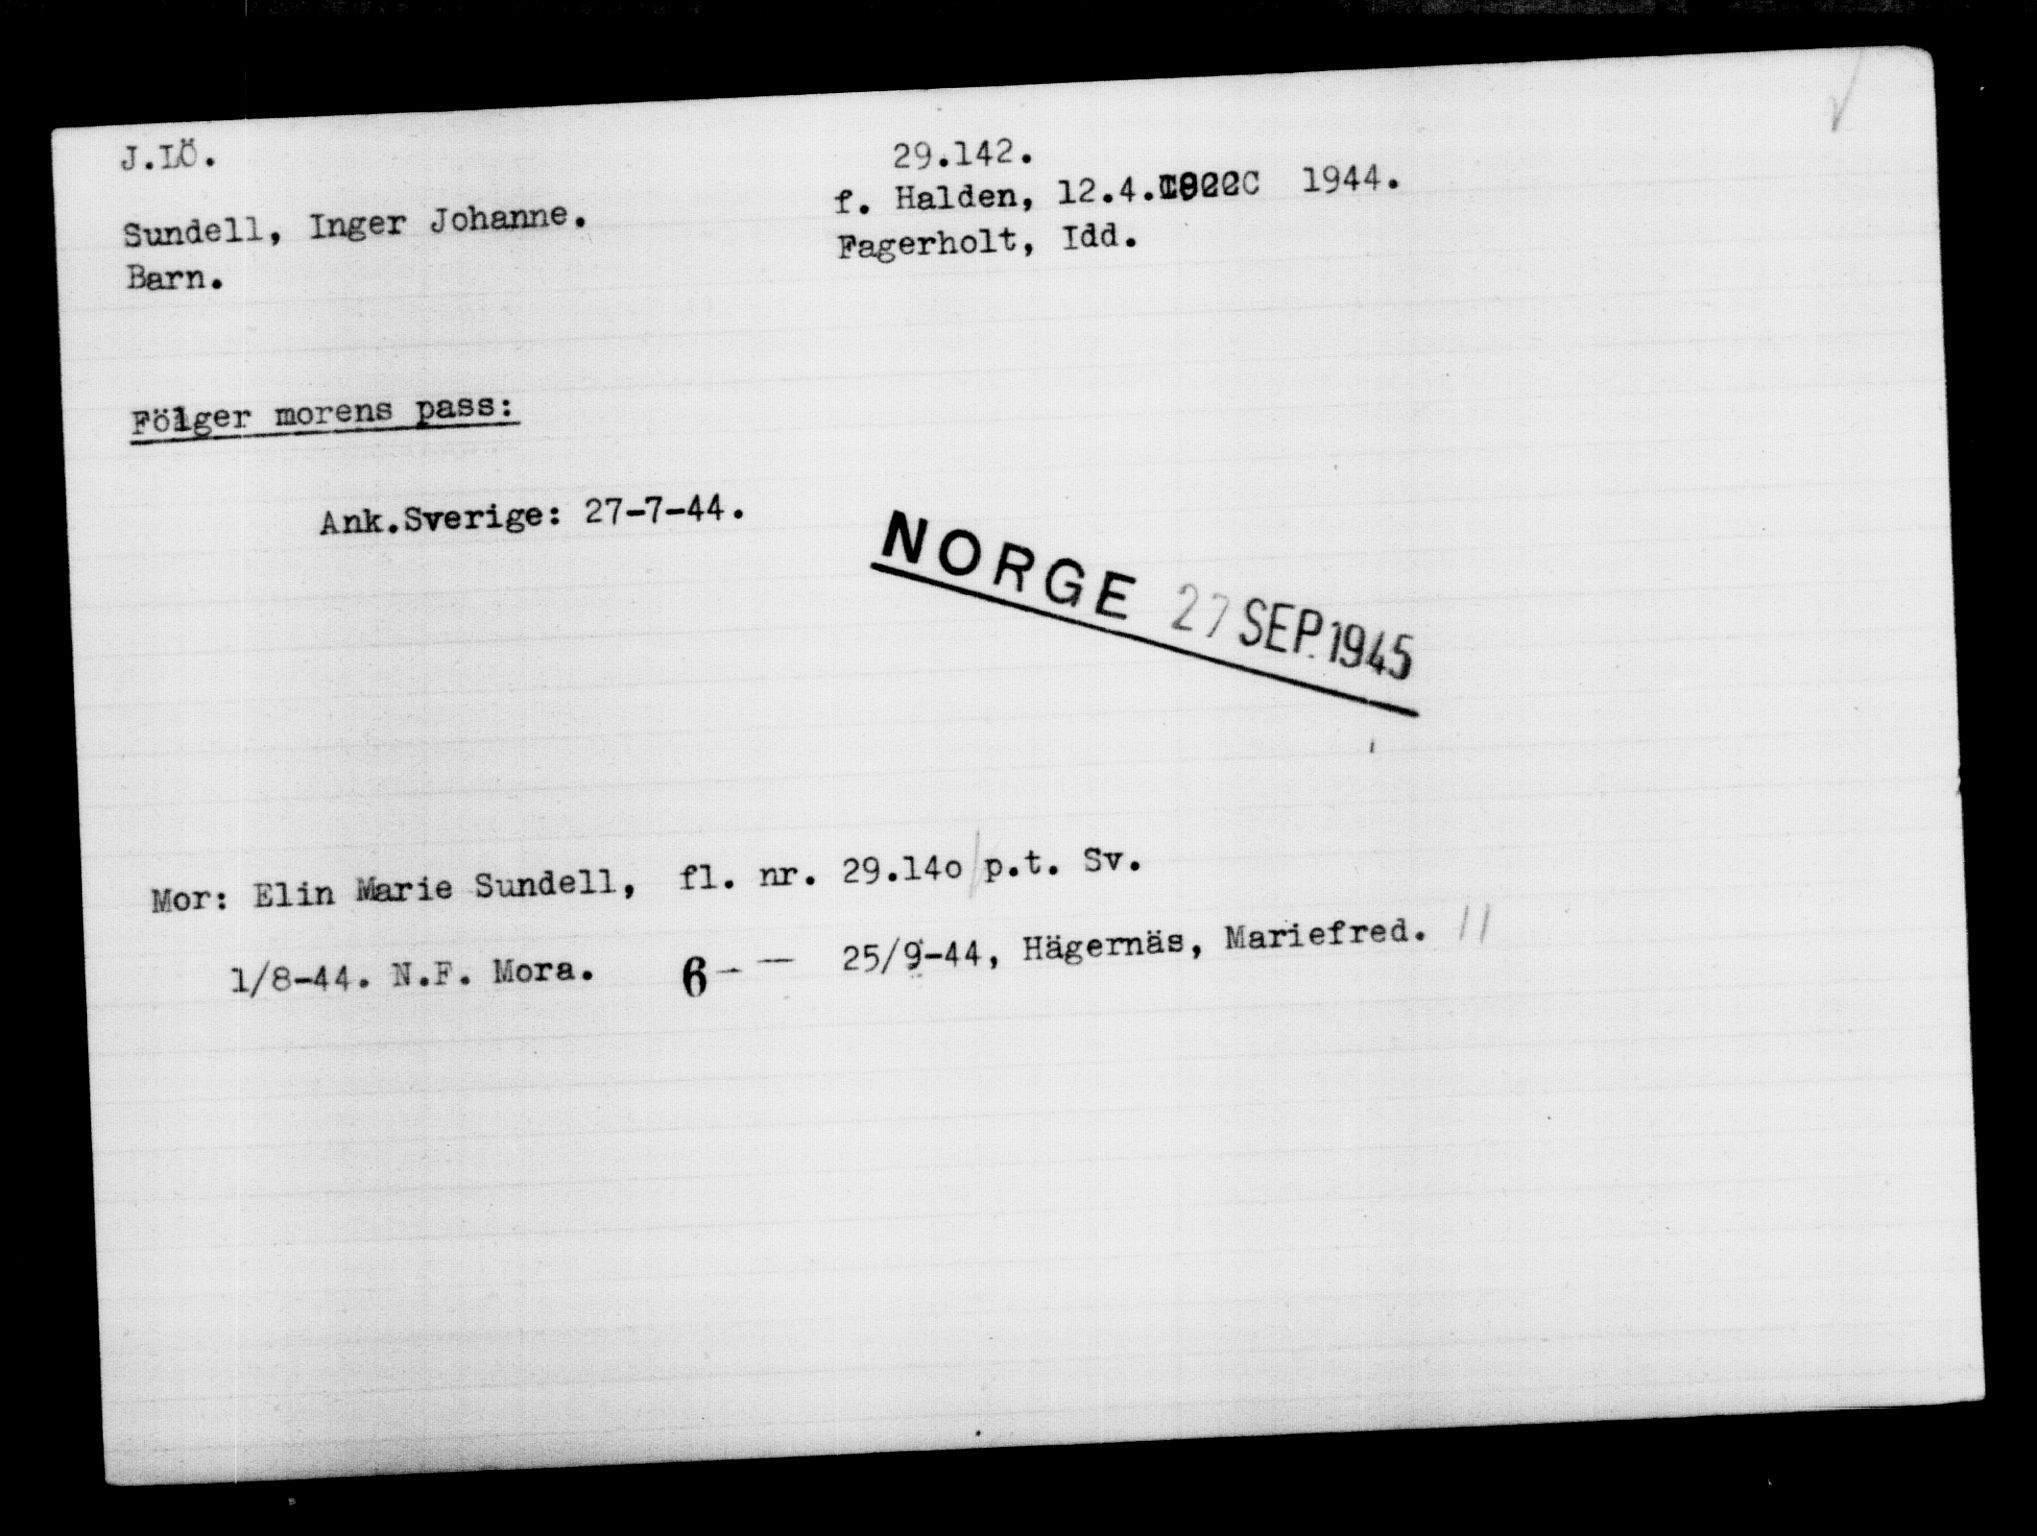 J.LÖ.
29.142.
Sundell, Inger Johanne.
f. Halden, 12.4. 1944.
Barn.
Fagerholt, Idd.
Fölger morens pass:
Ank.Sverige: 27-7-44.
NORGE 27 SEP. 1945
Mor: Elin Marie Sundell, fl. nr. 29.14o / p.t. Sv.
1/8-44. N.F. Mora. 6 - — 25/9-44, Hägernäs, Mariefred. //